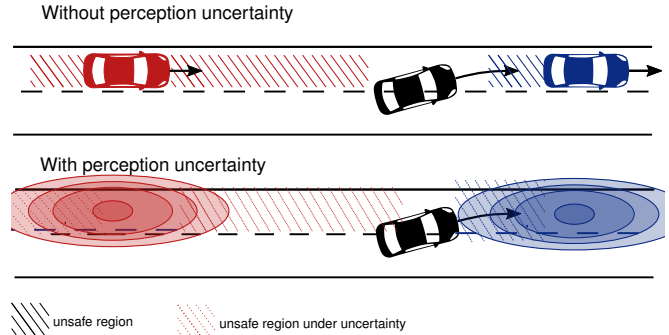 Without perception uncertainty
With perception uncertainty
unsafe region
unsafe region under uncertainty